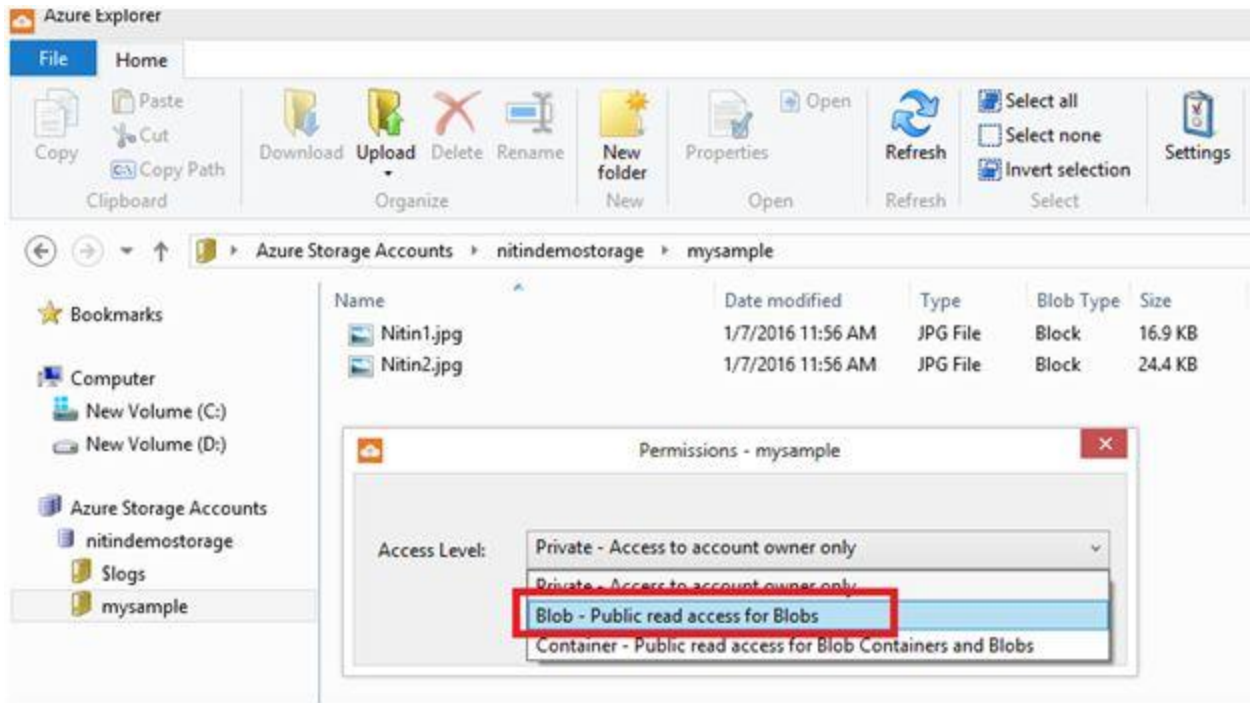 Azure Explorer
File Home
Copy
Paste
Cut
Copy Path
Clipboard
Download Upload Delete Rename
Organize
New folder
New
Properties
Open
Open
Refresh
Refresh
Select all
Select none
Invert selection
Select
Settings
Azure Storage Accounts nitindemostorage mysample
Bookmarks
Computer
New Volume (C:)
New Volume (D:)
Azure Storage Accounts
nitindemostorage
$logs
mysample
Name Date modified Type Blob Type Size
Nitin1.jpg 1/7/2016 11:56 AM JPG File Block 16.9 KB
Nitin2.jpg 1/7/2016 11:56 AM JPG File Block 24.4 KB
Permissions - mysample
Access Level: Private - Access to account owner only
Private - Access to account owner only
Blob - Public read access for Blobs
Container - Public read access for Blob Containers and Blobs